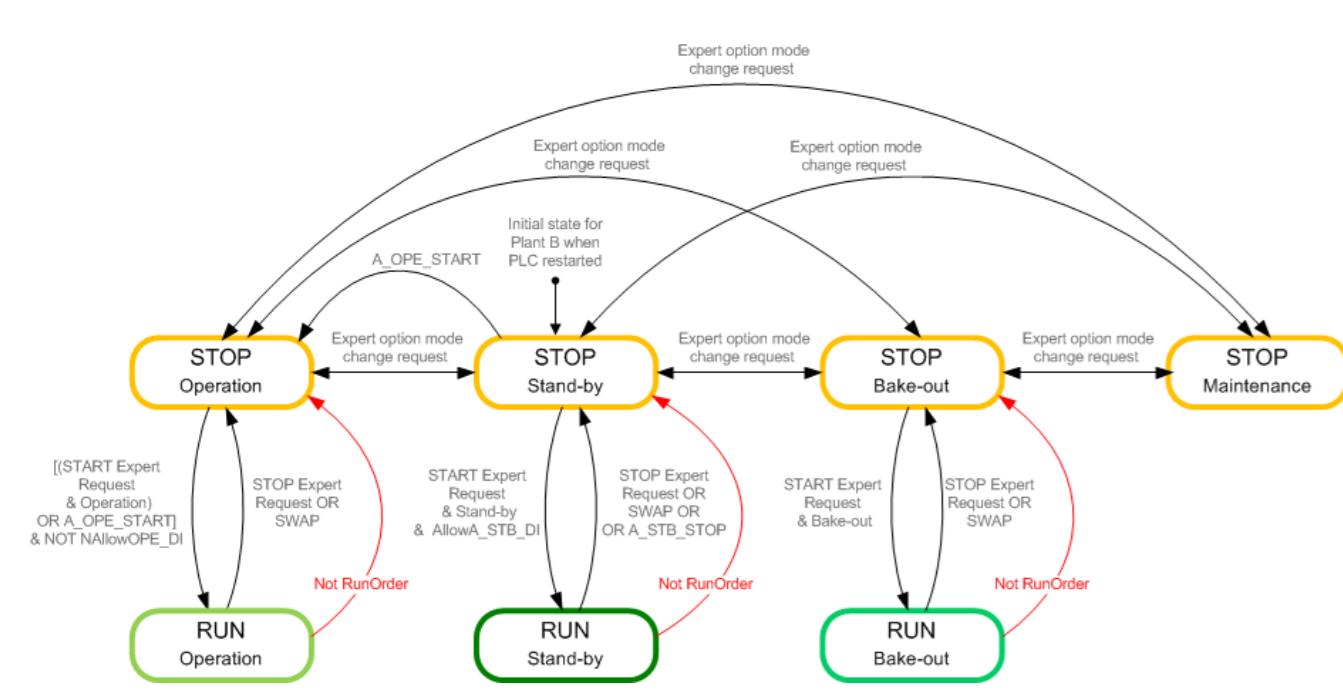 Expert option mode
change request
Expert option mode
change request
Expert option mode
change request
Initial state for
Plant B when
PLC restarted
A_OPE_START
Expert option mode
change request
Expert option mode
change request
Expert option mode
change request
STOP
Operation
STOP
Stand-by
STOP
Bake-out
STOP
Maintenance
[(START Expert
Request
& Operation)
OR A_OPE_START]
& NOT NAllowOPE_DI
STOP Expert
Request OR
SWAP
START Expert
Request
& Stand-by
& AllowA_STB_DI
STOP Expert
Request OR
SWAP OR
OR A_STB_STOP
START Expert
Request
& Bake-out
STOP Expert
Request OR
SWAP
Not RunOrder
Not RunOrder
Not RunOrder
RUN
Operation
RUN
Stand-by
RUN
Bake-out